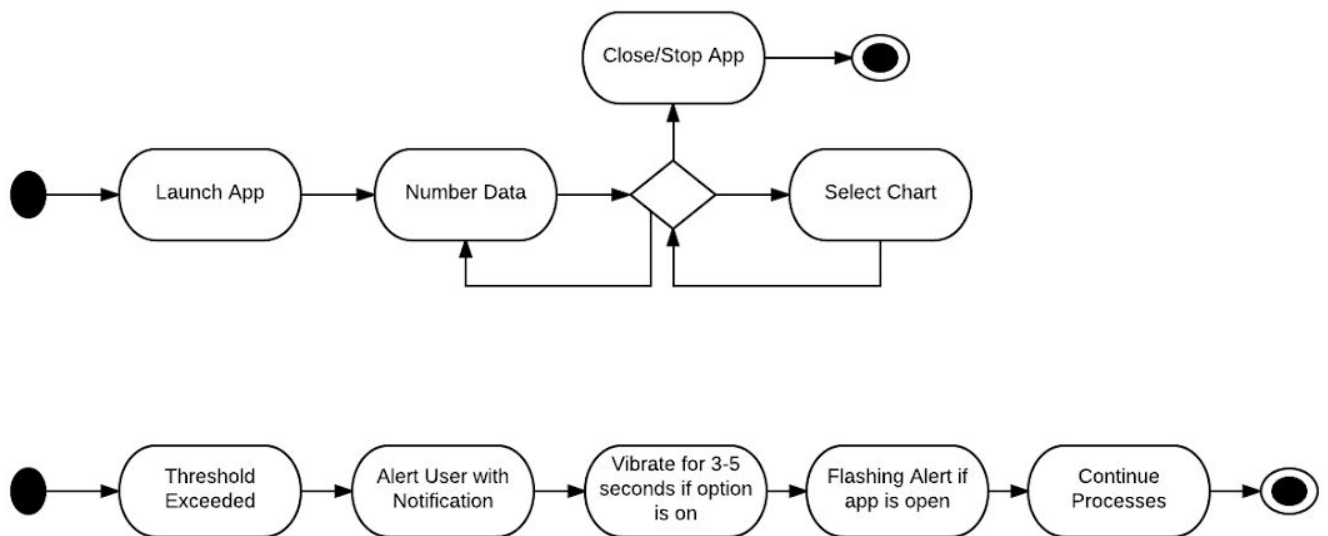 Close/Stop App
Launch App
Number Data
Select Chart
Threshold
Exceeded
Alert User with
Notification
Vibrate for 3-5
seconds if option
is on
Flashing Alert if
app is open
Continue
Processes